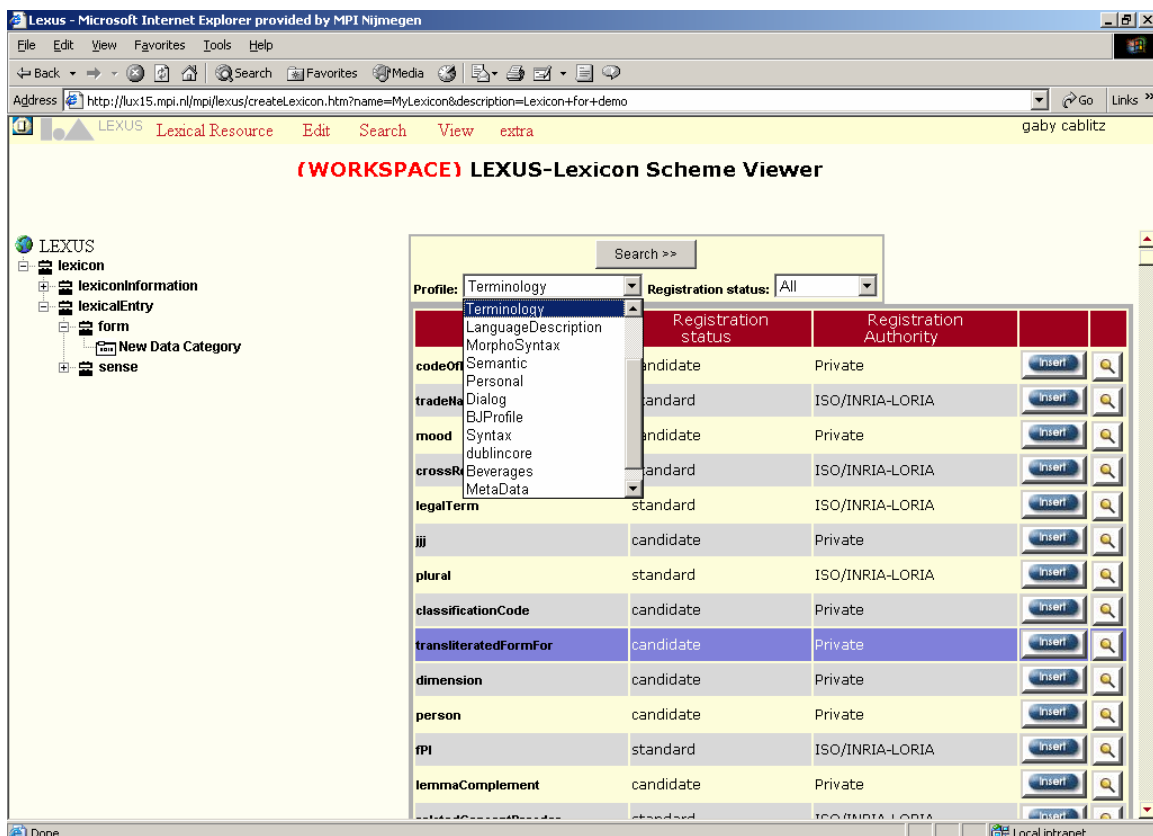 Lexus - Microsoft Internet Explorer provided by MPI Nijmegen
File Edit View Favorites Tools Help
Back Search Favorites Media
Address http://lux15.mpi.nl/mpi/lexus/createLexicon.htm?name=MyLexicon&description=Lexicon+for+demo Go Links »
LEXUS Lexical Resource Edit Search View extra gaby cablitz
(WORKSPACE) LEXUS-Lexicon Scheme Viewer
LEXUS
lexicon
lexiconInformation
lexicalEntry
form
New Data Category
sense
Search >>
Profile: Terminology Registration status: All
Terminology
LanguageDescription
MorphoSyntax
Semantic
Personal
Dialog
BJProfile
Syntax
dublincore
Beverages
MetaData
Registration status Registration Authority
candidate Private Insert
standard ISO/INRIA-LORIA Insert
mood candidate Private Insert
standard ISO/INRIA-LORIA Insert
legalTerm standard ISO/INRIA-LORIA Insert
jjj candidate Private Insert
plural standard ISO/INRIA-LORIA Insert
classificationCode candidate Private Insert
transliteratedFormFor candidate Private Insert
dimension candidate Private Insert
person candidate Private Insert
fPI standard ISO/INRIA-LORIA Insert
lemmaComplement candidate Private Insert
standard ISO/INRIA-LORIA Insert
Done Local intranet